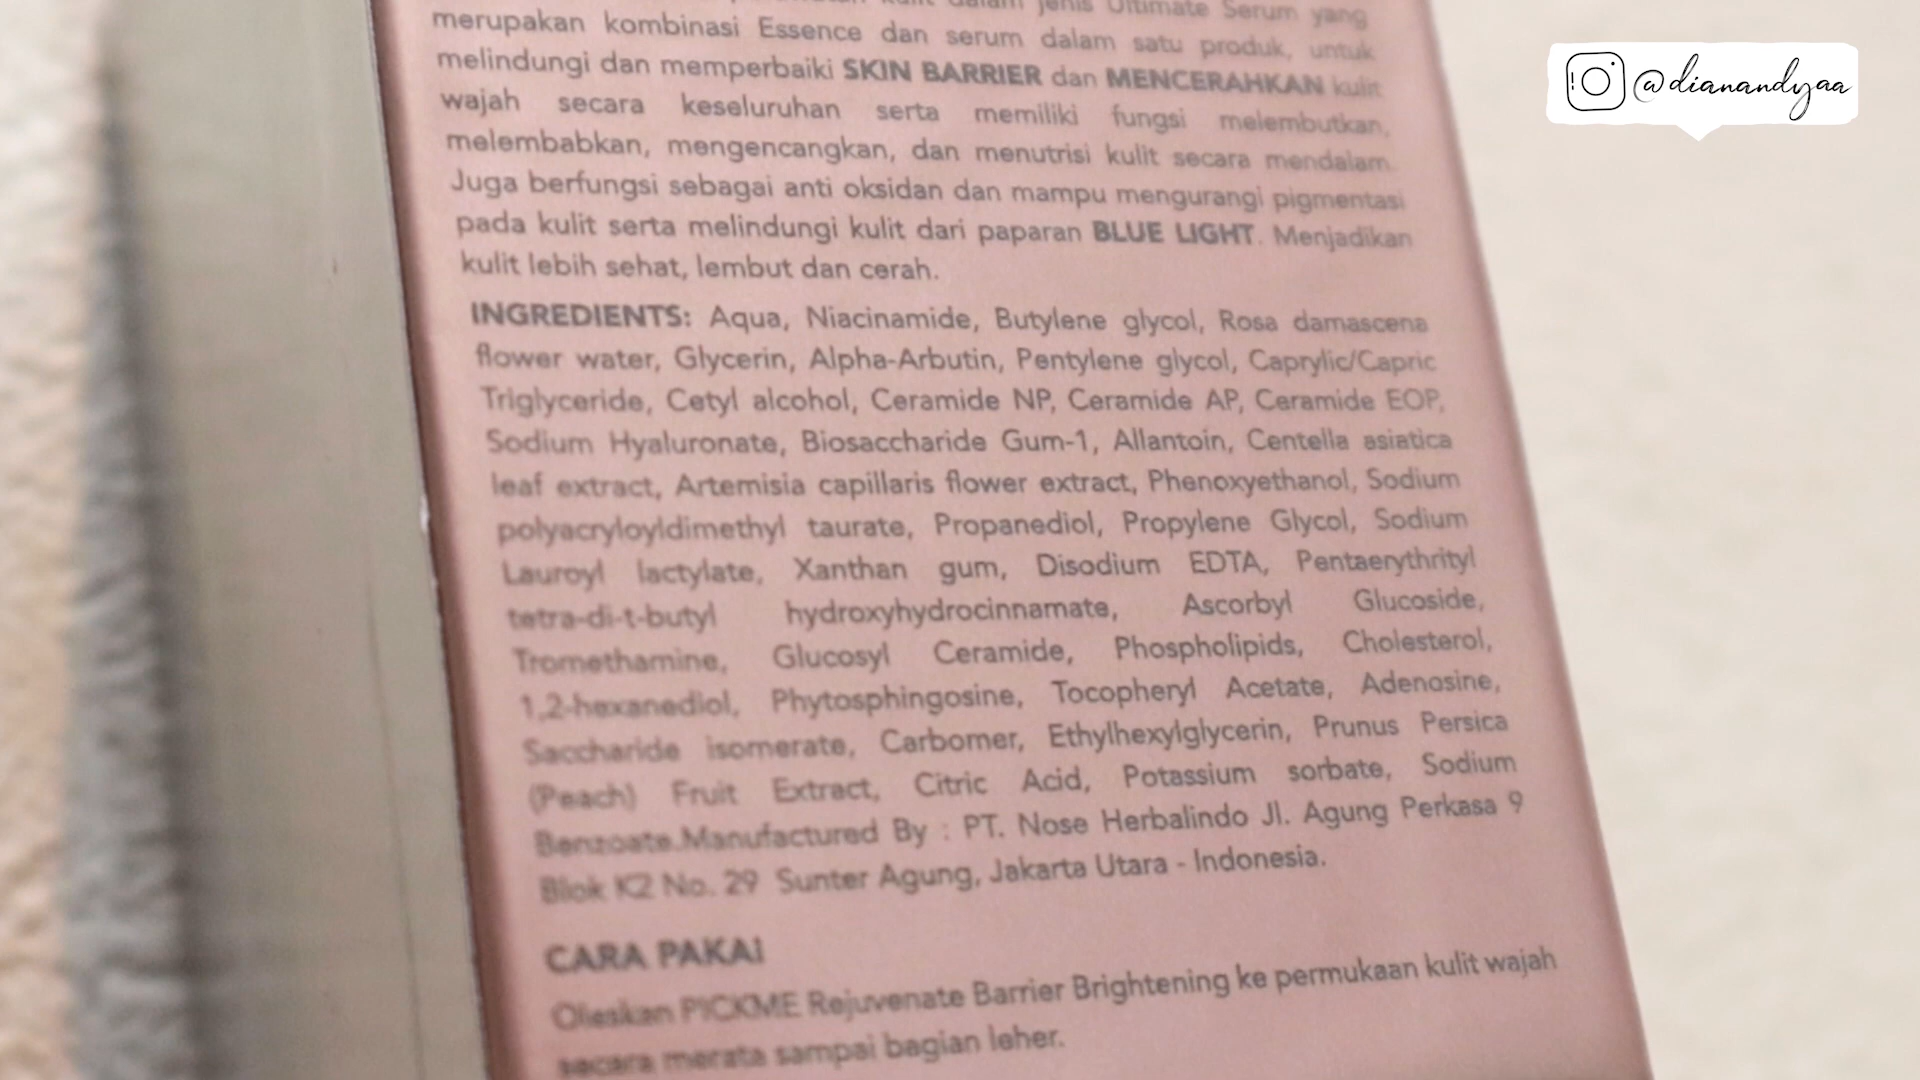 kulit dalam jenis Ultimate Serum yang
merupakan kombinasi Essence dan serum dalam satu produk, untuk
melindungi dan memperbaiki SKIN BARRIER dan MENCERAHKAN kulit
wajah secara keseluruhan serta memiliki fungsi melembutkan,
melembabkan, mengencangkan, dan menutrisi kulit secara mendalam.
Juga berfungsi sebagai anti oksidan dan mampu mengurangi pigmentasi
pada kulit serta melindungi kulit dari paparan BLUE LIGHT. Menjadikan
kulit lebih sehat, lembut dan cerah.
INGREDIENTS: Aqua, Niacinamide, Butylene glycol, Rosa damascena
flower water, Glycerin, Alpha-Arbutin, Pentylene glycol, Caprylic/Capric
Triglyceride, Cetyl alcohol, Ceramide NP, Ceramide AP, Ceramide EOP,
Sodium Hyaluronate, Biosaccharide Gum-1, Allantoin, Centella asiatica
leaf extract, Artemisia capillaris flower extract, Phenoxyethanol, Sodium
polyacryloyldimethyl taurate, Propanediol, Propylene Glycol, Sodium
Lauroyl lactylate, Xanthan gum, Disodium EDTA, Pentaerythrityl
tetra-di-t-butyl hydroxyhydrocinnamate, Ascorbyl Glucoside,
Tromethamine, Glucosyl Ceramide, Phospholipids, Cholesterol,
1,2-hexanediol, Phytosphingosine, Tocopheryl Acetate, Adenosine,
Saccharide isomerate, Carbomer, Ethylhexylglycerin, Prunus Persica
(Peach) Fruit Extract, Citric Acid, Potassium sorbate, Sodium
Benzoate.Manufactured By : PT. Nose Herbalindo Jl. Agung Perkasa 9
Blok K2 No. 29 Sunter Agung, Jakarta Utara - Indonesia.
CARA PAKAI
Oleskan PICKME Rejuvenate Barrier Brightening ke permukaan kulit wajah
secara merata sampai bagian leher.
@dianandyaa